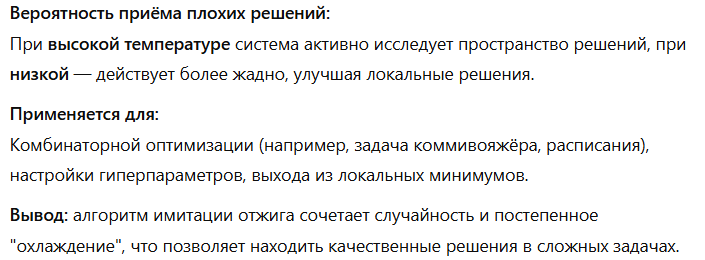 Вероятность приёма плохих решений:
При высокой температуре система активно исследует пространство решений, при
низкой — действует более жадно, улучшая локальные решения.
Применяется для:
Комбинаторной оптимизации (например, задача коммивояжёра, расписания),
настройки гиперпараметров, выхода из локальных минимумов.
Вывод: алгоритм имитации отжига сочетает случайность и постепенное
"охлаждение", что позволяет находить качественные решения в сложных задачах.